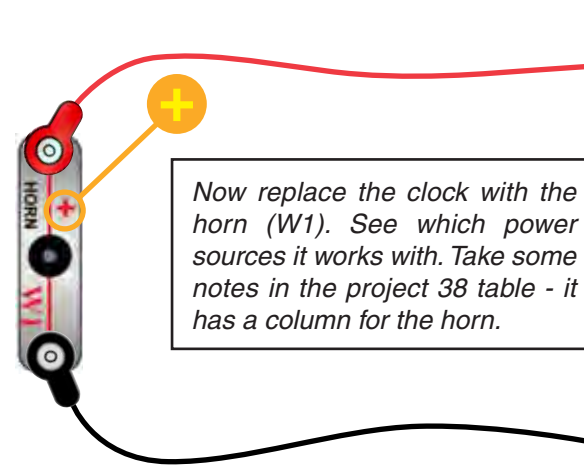 +
HORN
+
W1
Now replace the clock with the
horn (W1). See which power
sources it works with. Take some
notes in the project 38 table - it
has a column for the horn.